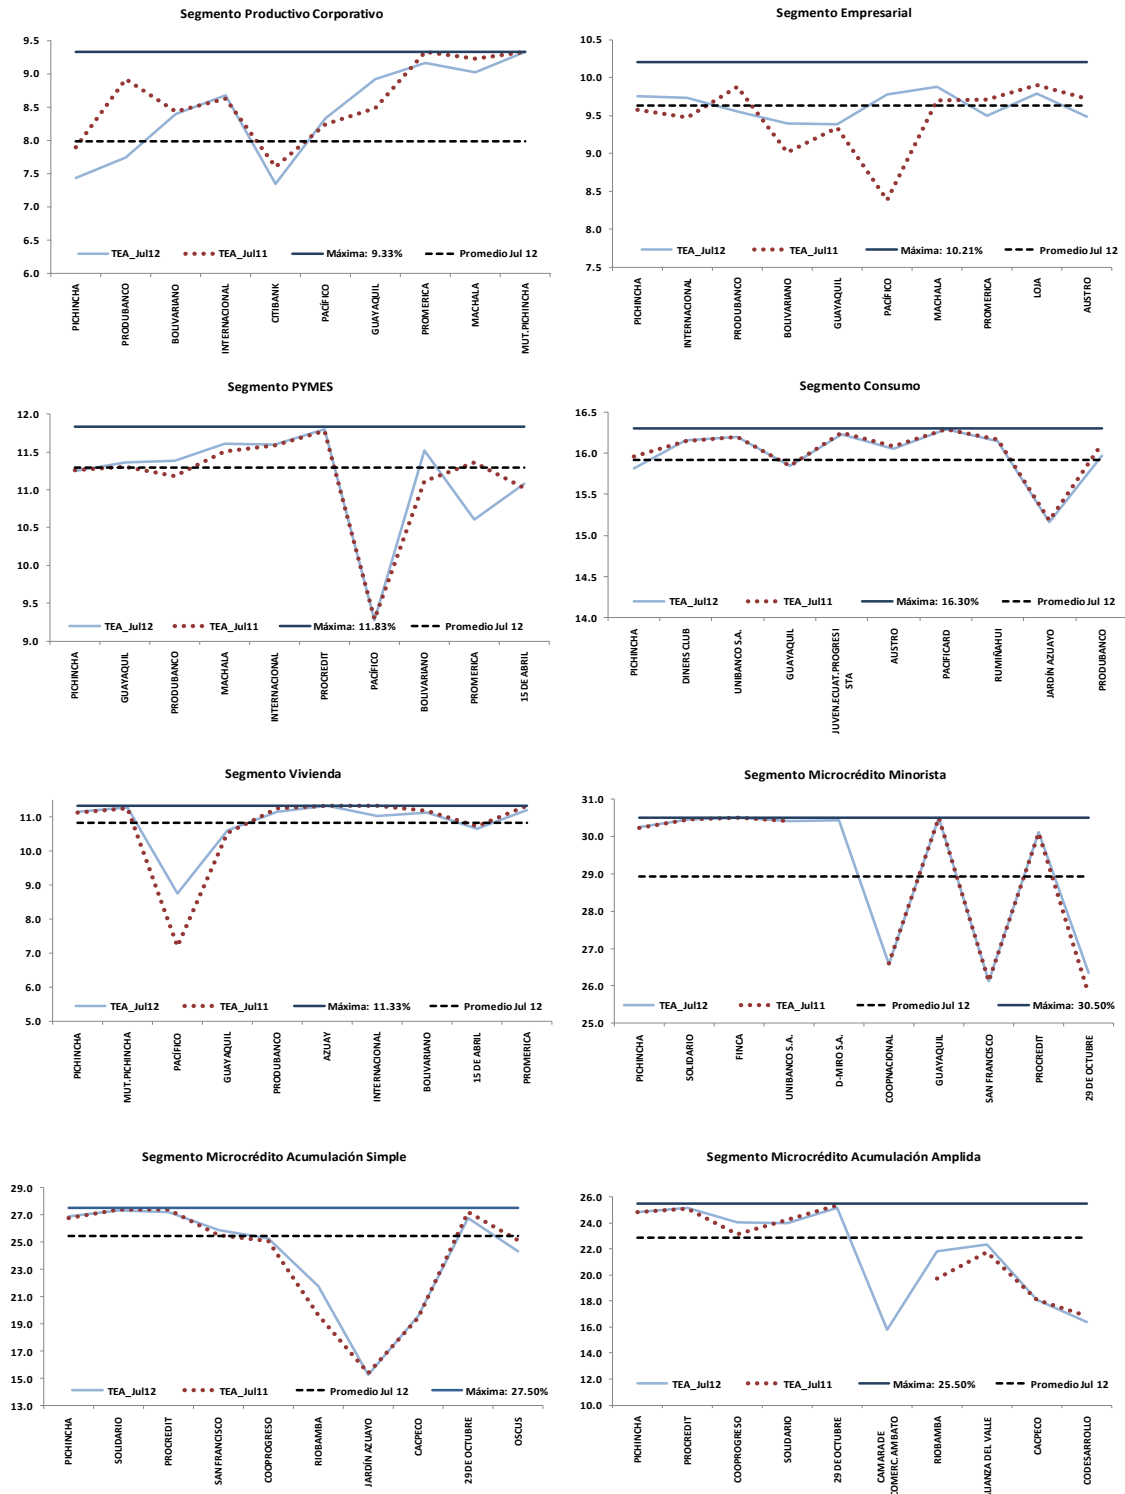 Segmento Productivo Corporativo
9.5
9.0
8.5
8.0
7.5
7.0
6.5
6.0
TEA_Jul12 TEA_Jul11 Máxima: 9.33% Promedio Jul 12
PICHINCHA
PRODUBANCO
BOLIVARIANO
INTERNACIONAL
CITIBANK
PACÍFICO
GUAYAQUIL
PROMERICA
MACHALA
MUT.PICHINCHA
Segmento Empresarial
10.5
10.0
9.5
9.0
8.5
8.0
7.5
TEA_Jul12 TEA_Jul11 Máxima: 10.21% Promedio Jul 12
PICHINCHA
INTERNACIONAL
PRODUBANCO
BOLIVARIANO
GUAYAQUIL
PACÍFICO
MACHALA
PROMERICA
LOJA
AUSTRO
Segmento PYMES
12.0
11.5
11.0
10.5
10.0
9.5
9.0
TEA_Jul12 TEA_Jul11 Máxima: 11.83% Promedio Jul 12
PICHINCHA
GUAYAQUIL
PRODUBANCO
MACHALA
INTERNACIONAL
PROCREDIT
PACÍFICO
BOLIVARIANO
PROMERICA
15 DE ABRIL
Segmento Consumo
16.5
16.0
15.5
15.0
14.5
14.0
TEA_Jul12 TEA_Jul11 Máxima: 16.30% Promedio Jul 12
PICHINCHA
DINERS CLUB
UNIBANCO S.A.
GUAYAQUIL
JUVEN.ECUAT.PROGRESI
STA
AUSTRO
PACIFICARD
RUMIÑAHUI
JARDÍN AZUAYO
PRODUBANCO
Segmento Vivienda
11.0
9.0
8.0
7.0
6.0
5.0
TEA_Jul12 TEA_Jul11 Máxima: 11.33% Promedio Jul 12
PICHINCHA
MUT.PICHINCHA
PACÍFICO
GUAYAQUIL
PRODUBANCO
AZUAY
INTERNACIONAL
BOLIVARIANO
15 DE ABRIL
PROMERICA
Segmento Microcrédito Minorista
31.0
30.0
29.0
28.0
27.0
26.0
25.0
TEA_Jul12 TEA_Jul11 Promedio Jul 12 Máxima: 30.50%
PICHINCHA
SOLIDARIO
FINCA
UNIBANCO S.A.
D-MIRO S.A.
COOPNACIONAL
GUAYAQUIL
SAN FRANCISCO
PROCREDIT
29 DE OCTUBRE
Segmento Microcrédito Acumulación Simple
29.0
27.0
25.0
23.0
21.0
19.0
17.0
15.0
13.0
TEA_Jul12 TEA_Jul11 Promedio Jul 12 Máxima: 27.50%
PICHINCHA
SOLIDARIO
PROCREDIT
SAN FRANCISCO
COOPROGRESO
RIOBAMBA
JARDÍN AZUAYO
CACPECO
29 DE OCTUBRE
OSCUS
Segmento Microcrédito Acumulación Amplida
26.0
24.0
22.0
20.0
18.0
16.0
14.0
12.0
10.0
TEA_Jul12 TEA_Jul11 Máxima: 25.50% Promedio Jul 12
PICHINCHA
PROCREDIT
COOPROGRESO
SOLIDARIO
29 DE OCTUBRE
CAMARA DE
COMERC.AMBATO
RIOBAMBA
ALIANZA DEL VALLE
CACPECO
CODESARROLLO